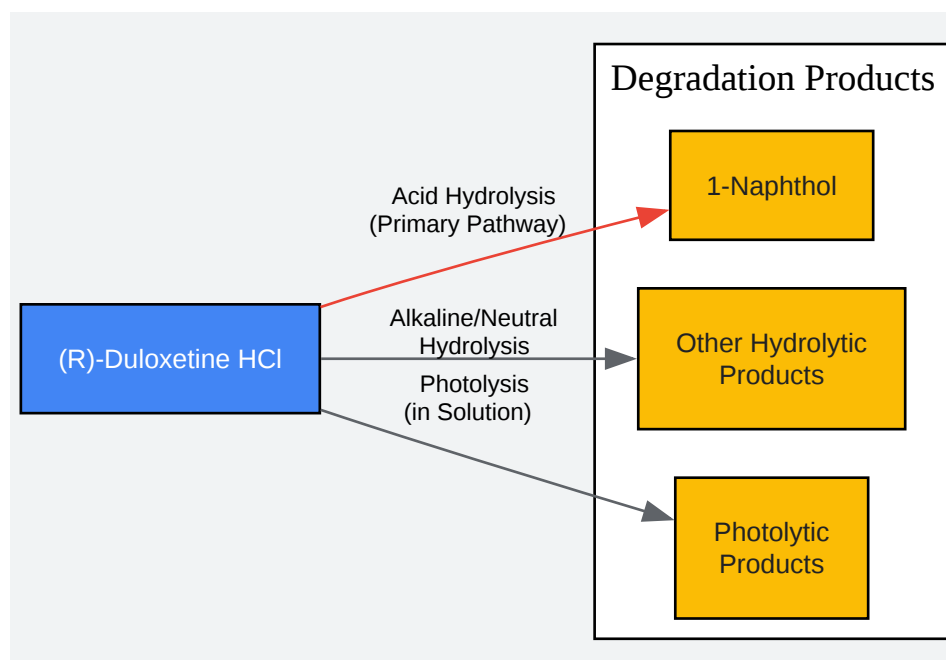 Degradation Products
1-Naphthol
Acid Hydrolysis
(Primary Pathway)
(R)-Duloxetine HCl
Alkaline/Neutral
Hydrolysis
Other Hydrolytic
Products
Photolysis
(in Solution)
Photolytic
Products